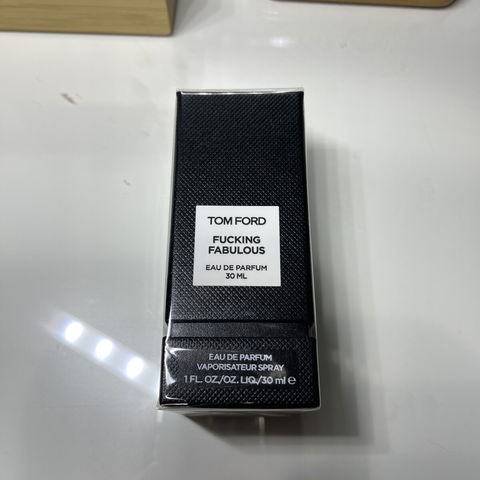 TOM FORD
FUCKING
FABULOUS
EAU DE PARFUM
30 ML
EAU DE PARFUM
VAPORISATEUR SPRAY
1 FL. OZ./OZ. LIQ./30 ml ℮